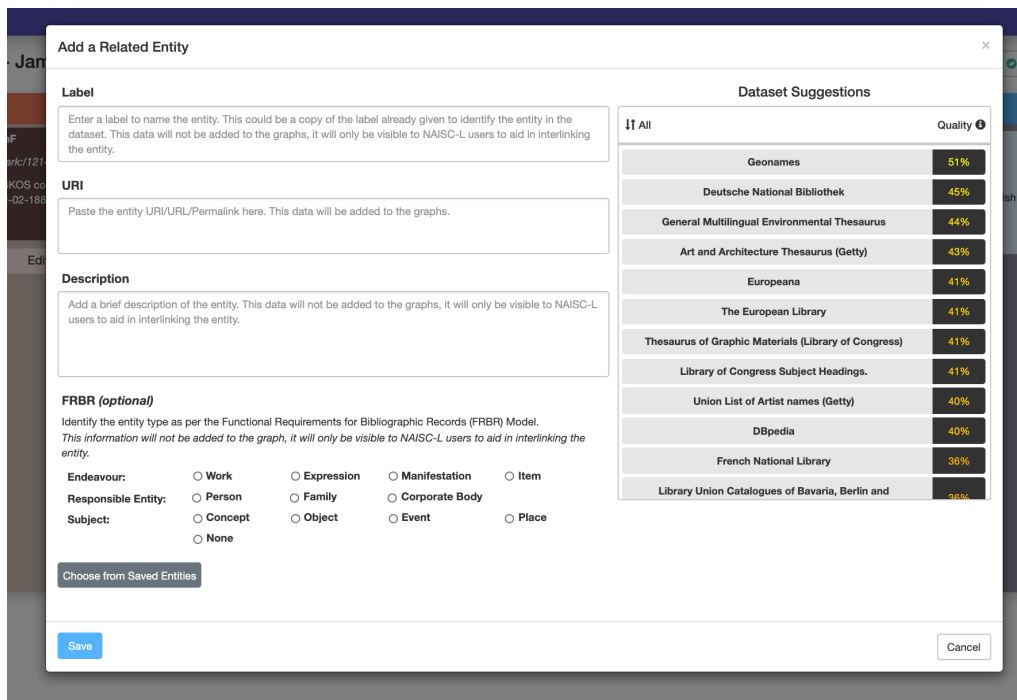 Add a Related Entity
×
- Jam
aF
ark:/121
SKOS co
-02-188
Edi
ish
Label
Enter a label to name the entity. This could be a copy of the label already given to identify the entity in the
dataset. This data will not be added to the graphs, it will only be visible to NAISC-L users to aid in interlinking
the entity.
URI
Paste the entity URI/URL/Permalink here. This data will be added to the graphs.
Description
Add a brief description of the entity. This data will not be added to the graphs, it will only be visible to NAISC-L
users to aid in interlinking the entity.
FRBR (optional)
Identify the entity type as per the Functional Requirements for Bibliographic Records (FRBR) Model.
This information will not be added to the graph, it will only be visible to NAISC-L users to aid in interlinking the
entity.
Endeavour: Work Expression Manifestation Item
Responsible Entity: Person Family Corporate Body
Subject: Concept Object Event Place
None
Choose from Saved Entities
Dataset Suggestions
All Quality
Geonames 51%
Deutsche National Bibliothek 45%
General Multilingual Environmental Thesaurus 44%
Art and Architecture Thesaurus (Getty) 43%
Europeana 41%
The European Library 41%
Thesaurus of Graphic Materials (Library of Congress) 41%
Library of Congress Subject Headings. 41%
Union List of Artist names (Getty) 40%
DBpedia 40%
French National Library 36%
Library Union Catalogues of Bavaria, Berlin and 36%
Save
Cancel